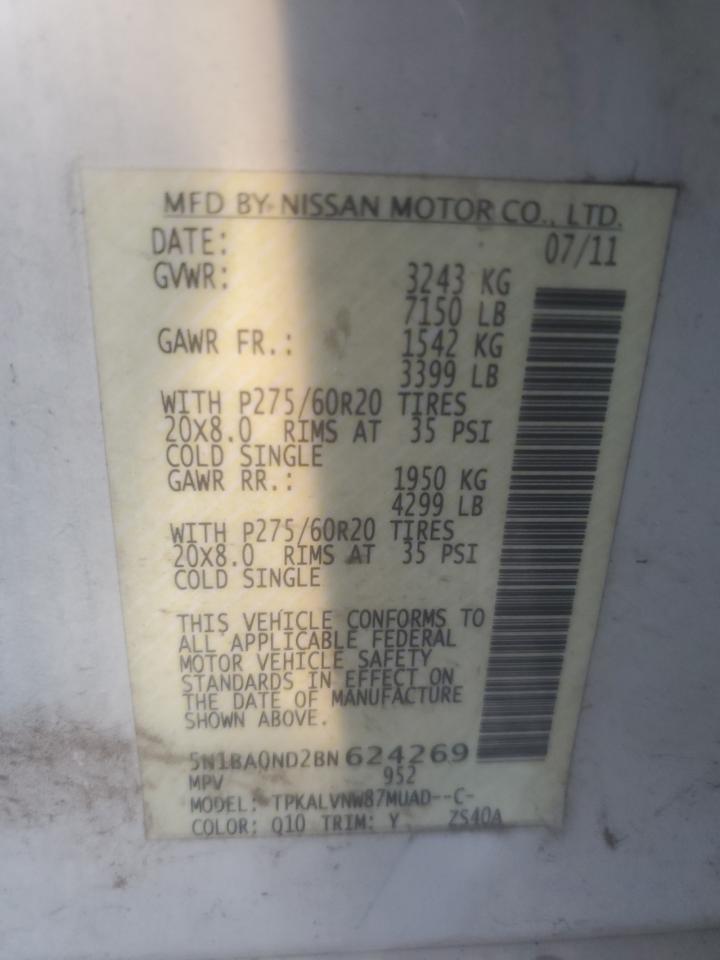 MFD BY NISSAN MOTOR CO., LTD.
DATE: 07/11
GVWR: 3243 KG
7150 LB
GAWR FR.: 1542 KG
3399 LB
WITH P275/60R20 TIRES
20X8.0 RIMS AT 35 PSI
COLD SINGLE
GAWR RR.: 1950 KG
4299 LB
WITH P275/60R20 TIRES
20X8.0 RIMS AT 35 PSI
COLD SINGLE
THIS VEHICLE CONFORMS TO
ALL APPLICABLE FEDERAL
MOTOR VEHICLE SAFETY
STANDARDS IN EFFECT ON
THE DATE OF MANUFACTURE
SHOWN ABOVE.
5N1BA0ND2BN624269
MPV 952
MODEL: TPKALVNW87MUAD--C-
COLOR: Q10 TRIM: Y ZS40A